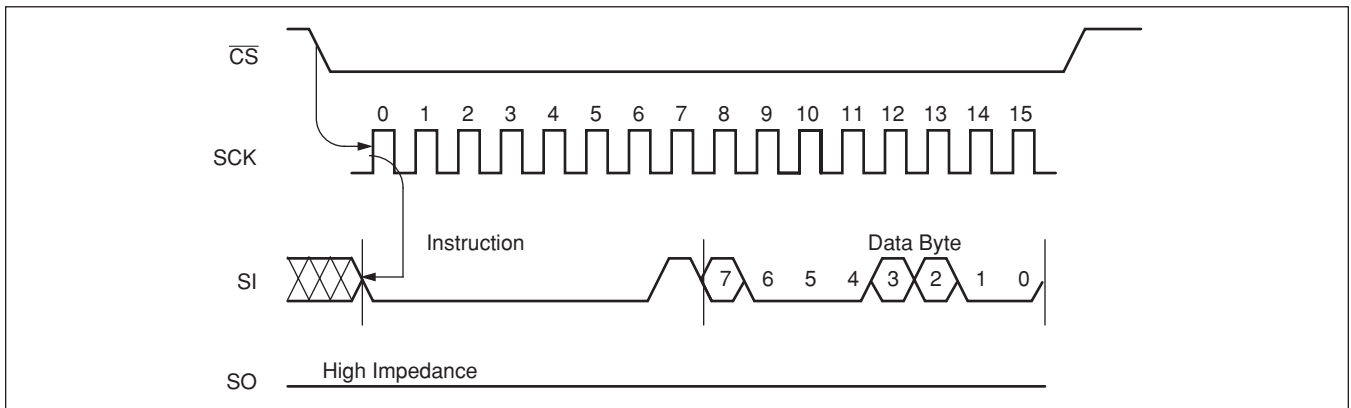 CS
0 1 2 3 4 5 6 7 8 9 10 11 12 13 14 15
SCK
Instruction
Data Byte
SI
7 6 5 4 3 2 1 0
High Impedance
SO